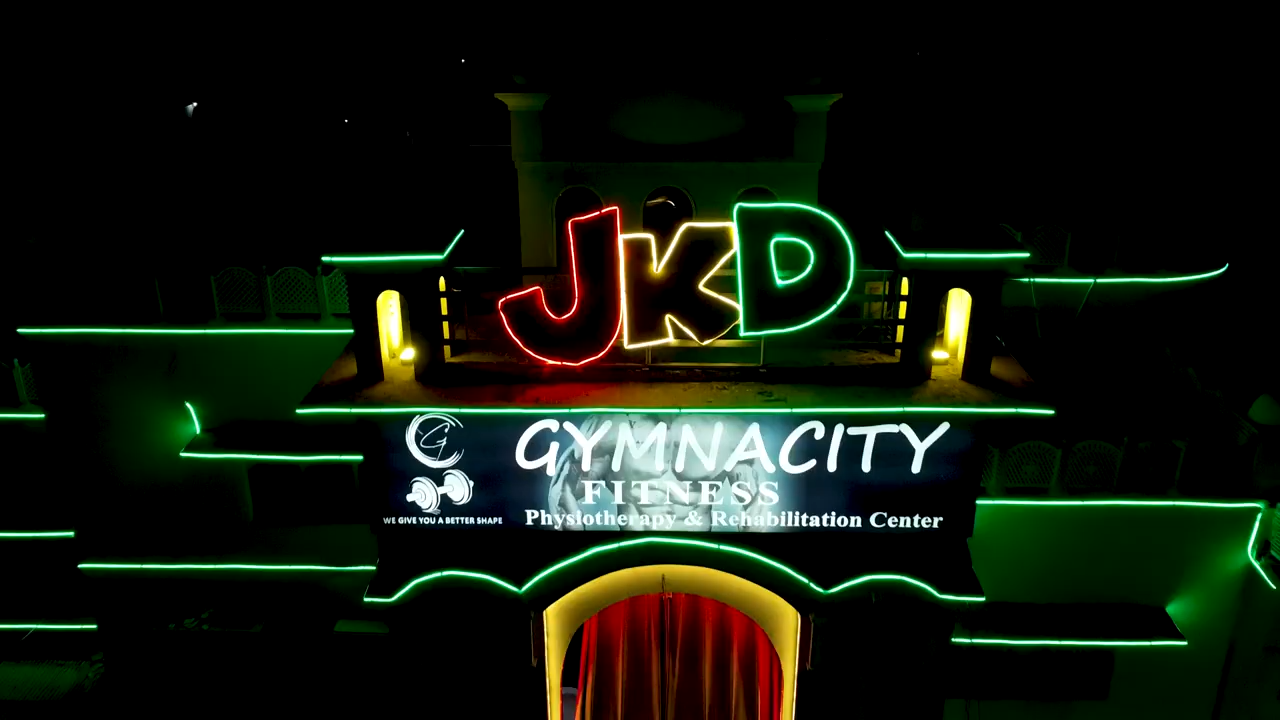 JKD
G
GYMNACITY
FITNESS
WE GIVE YOU A BETTER SHAPE
Physiotherapy & Rehabilitation Center